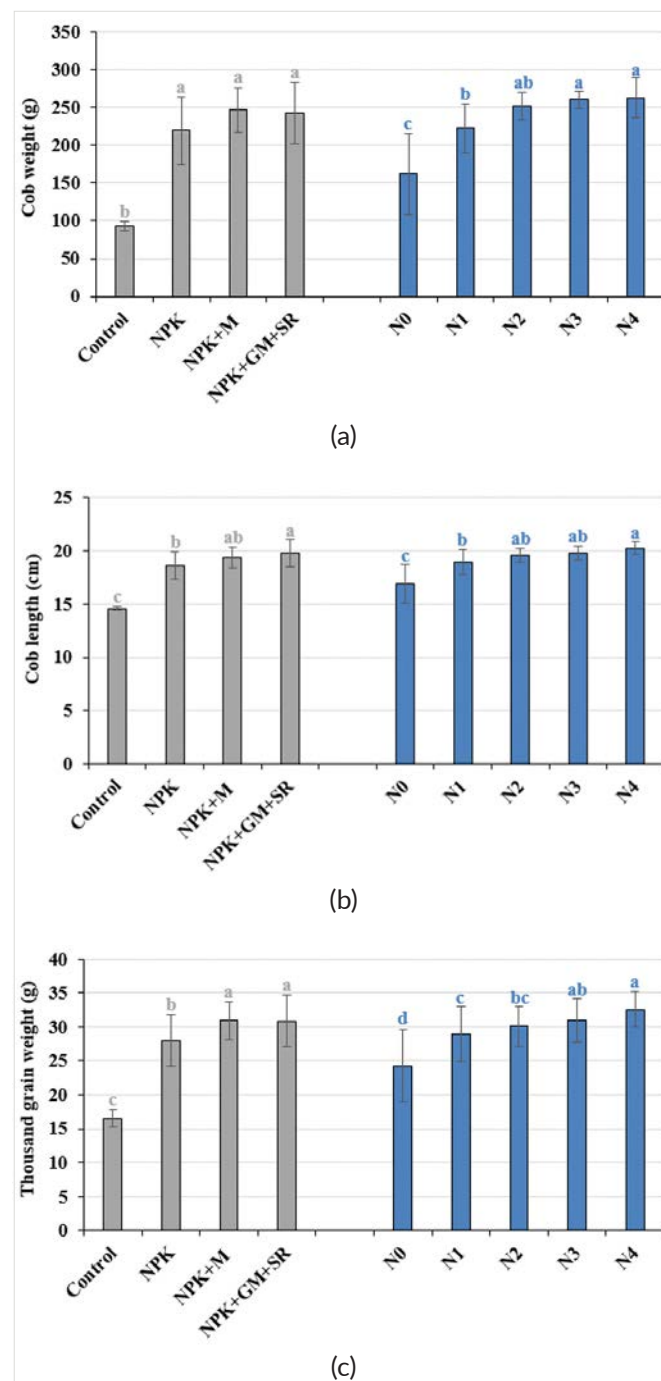 Cob weight (g)
350
300
250
200
150
100
50
0
b
a
a
a
c
b
ab
a
a
Control
NPK
NPK+M
NPK+GM+SR
N0
N1
N2
N3
N4
(a)
Cob length (cm)
25
20
15
10
5
0
c
b
ab
a
c
b
ab
ab
a
Control
NPK
NPK+M
NPK+GM+SR
N0
N1
N2
N3
N4
(b)
Thousand grain weight (g)
40
35
30
25
20
15
10
5
0
c
b
a
a
d
c
bc
ab
a
Control
NPK
NPK+M
NPK+GM+SR
N0
N1
N2
N3
N4
(c)